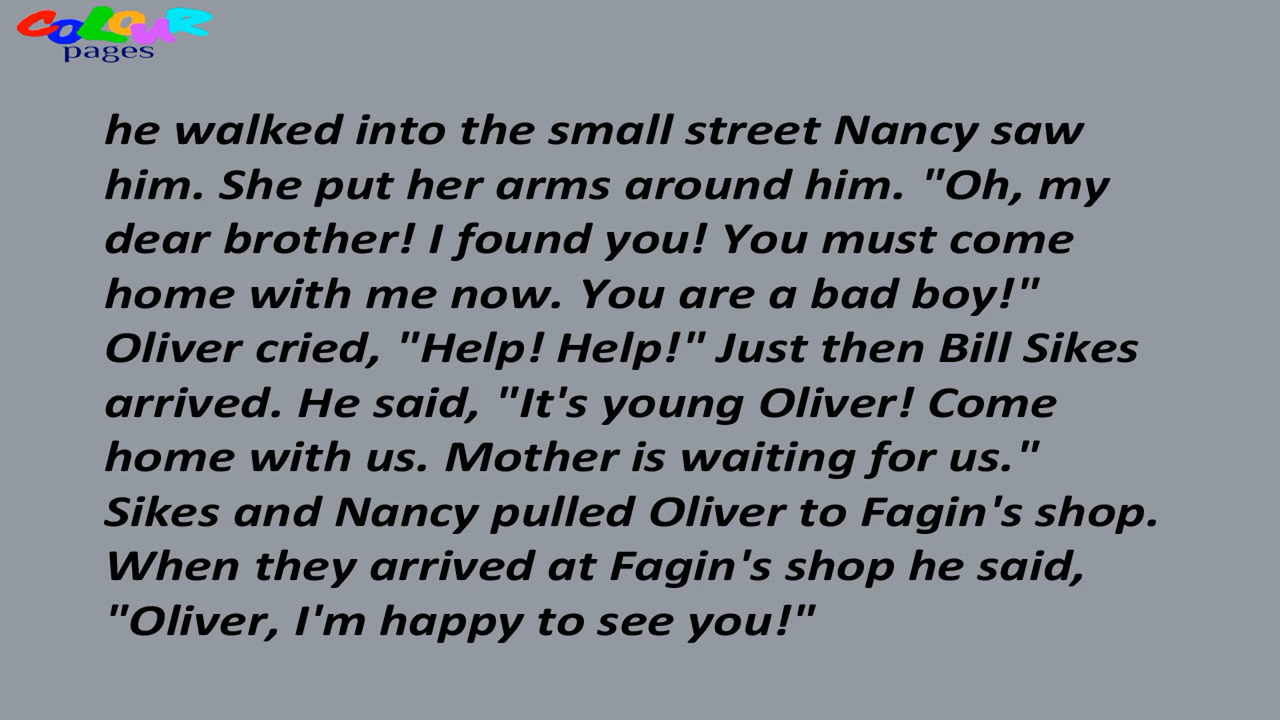 COLOUR
pages
he walked into the small street Nancy saw
him. She put her arms around him. "Oh, my
dear brother! I found you! You must come
home with me now. You are a bad boy!"
Oliver cried, "Help! Help!" Just then Bill Sikes
arrived. He said, "It's young Oliver! Come
home with us. Mother is waiting for us."
Sikes and Nancy pulled Oliver to Fagin's shop.
When they arrived at Fagin's shop he said,
"Oliver, I'm happy to see you!"